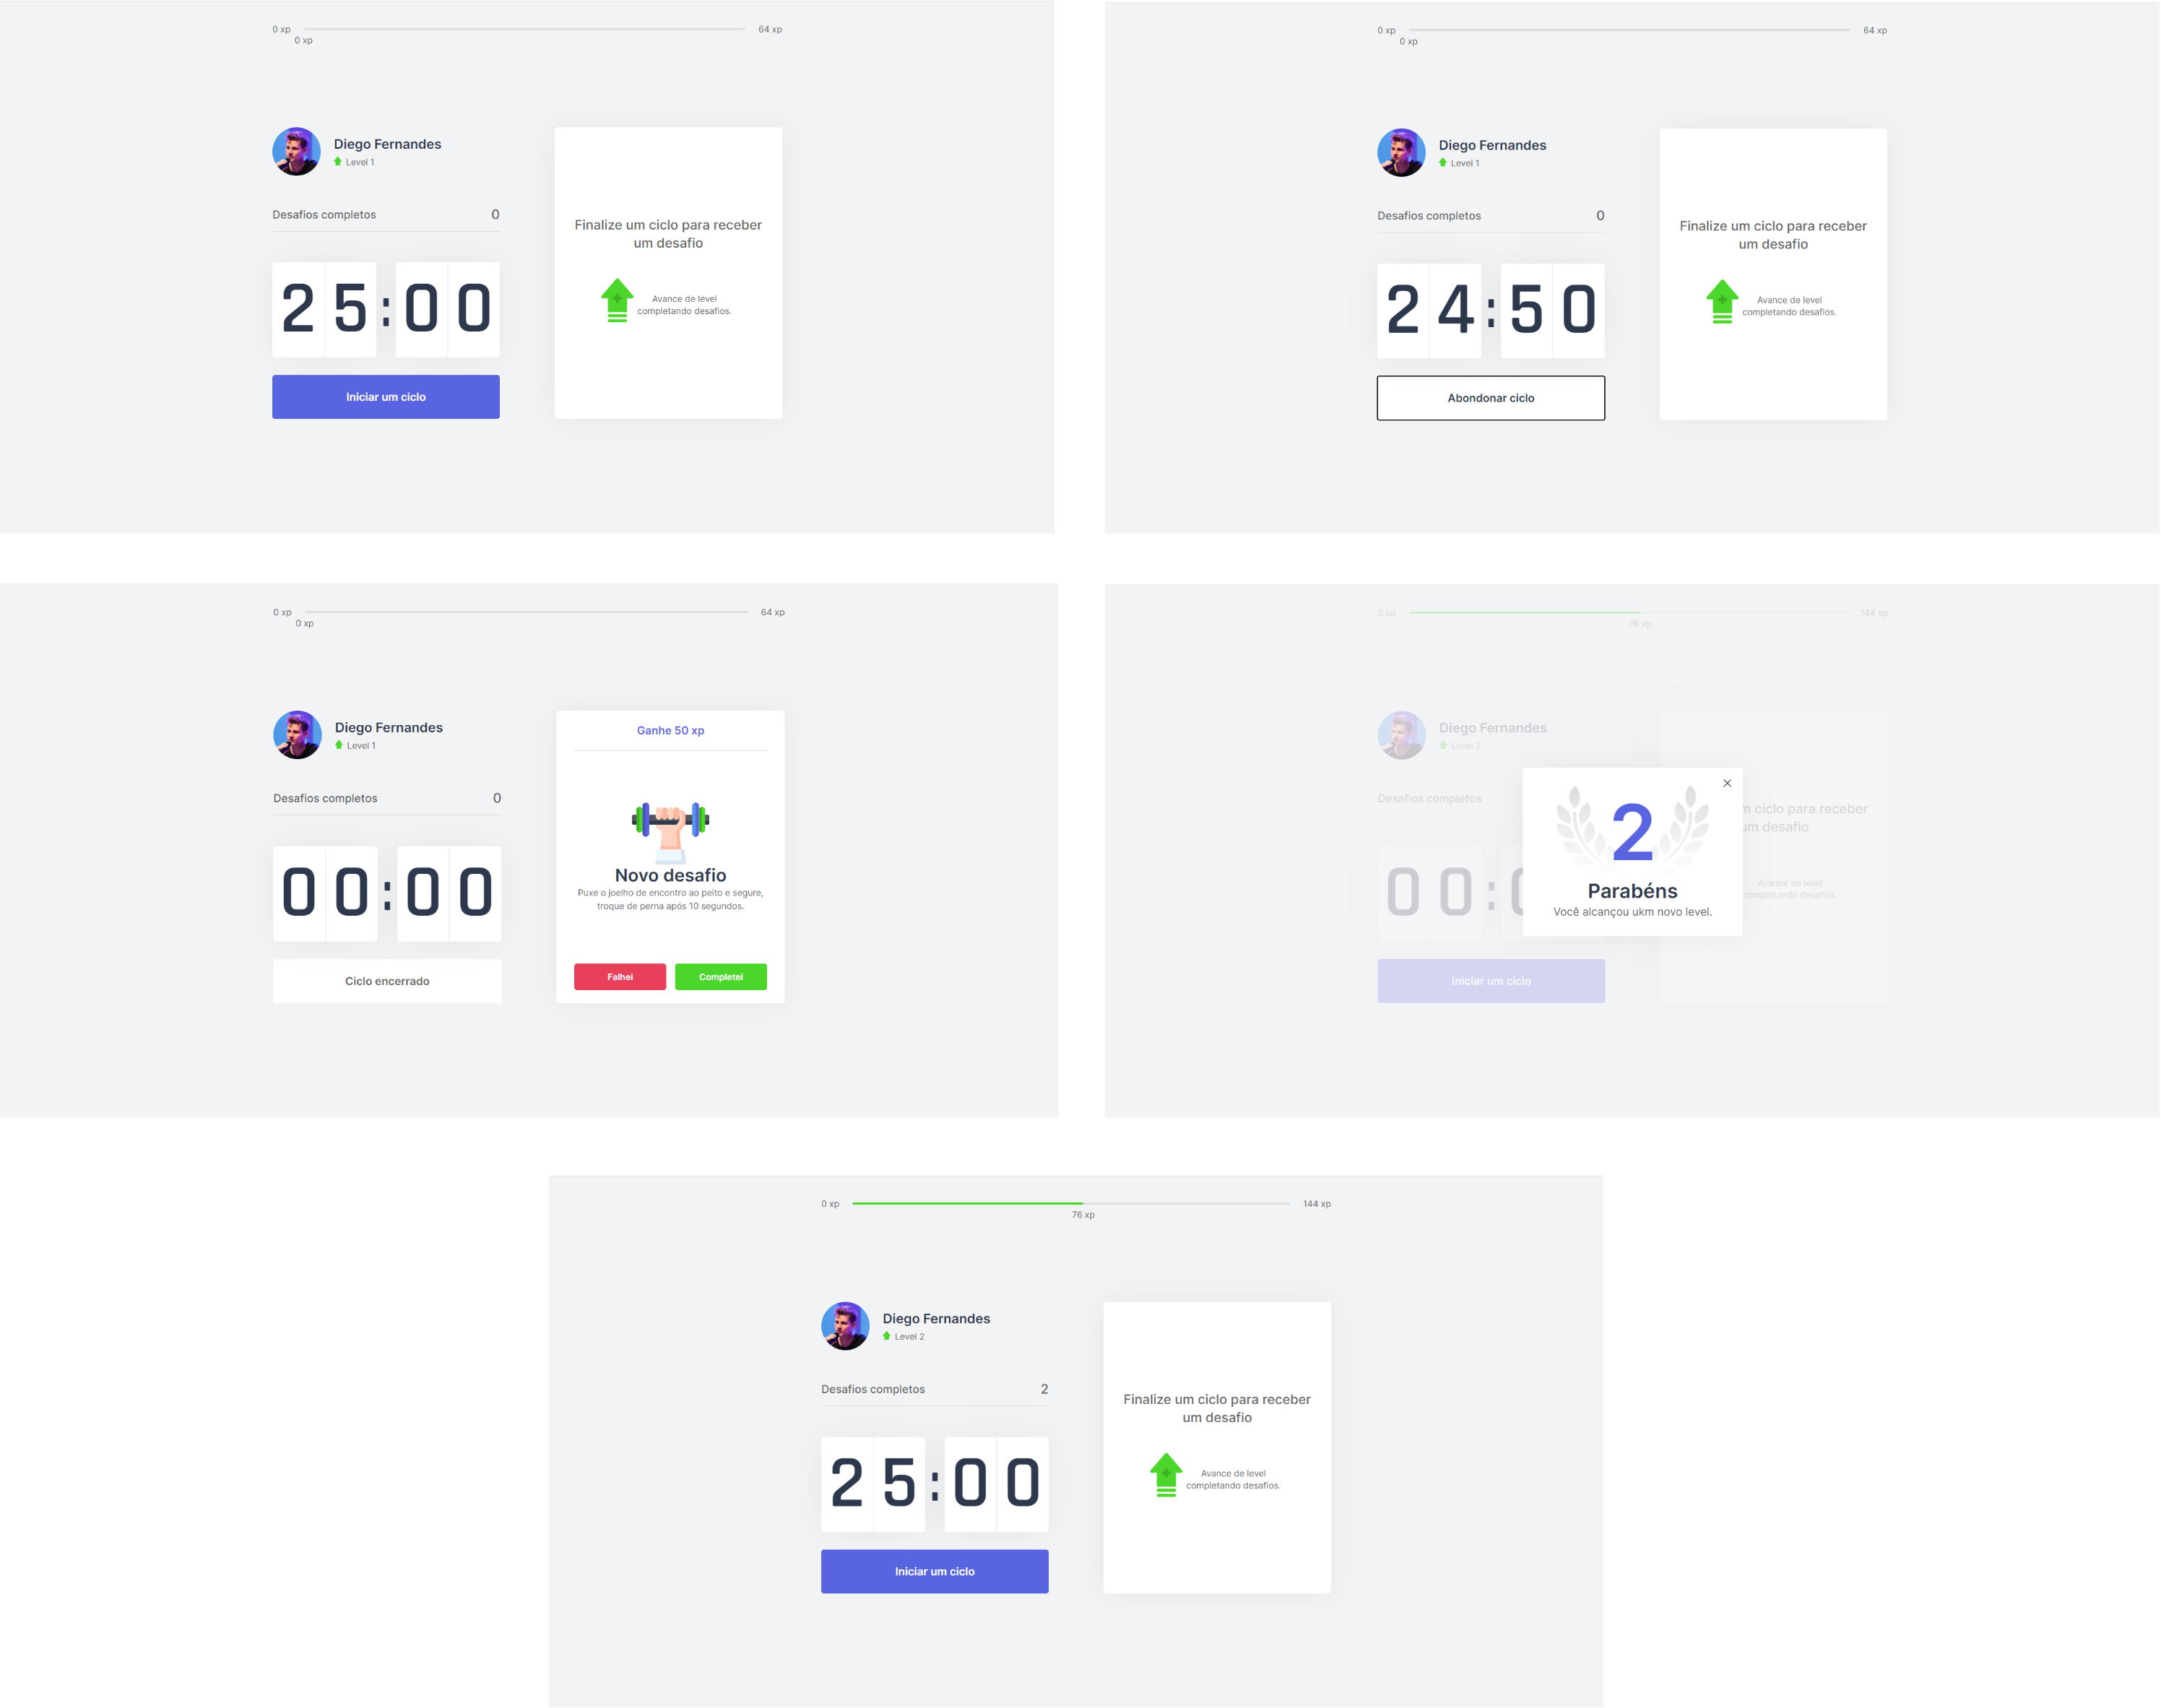 0 xp 64 xp
0 xp
Diego Fernandes
Level 1
Desafios completos 0
25:00
Iniciar um ciclo
Finalize um ciclo para receber
um desafio
Avance de level
completando desafios.
0 xp 64 xp
0 xp
Diego Fernandes
Level 1
Desafios completos 0
24:50
Abondonar ciclo
Finalize um ciclo para receber
um desafio
Avance de level
completando desafios.
0 xp 64 xp
0 xp
Diego Fernandes
Level 1
Desafios completos 0
00:00
Ciclo encerrado
Ganhe 50 xp
Novo desafio
Puxe o joelho de encontro ao peito e segure,
troque de perna após 10 segundos.
Falhei Completei
0 xp 144 xp
76 xp
Diego Fernandes
Level 2
Desafios completos
00:0
Iniciar um ciclo
ciclo para receber
um desafio
Avance de level
completando desafios.
2
Parabéns
Você alcançou ukm novo level.
0 xp 144 xp
76 xp
Diego Fernandes
Level 2
Desafios completos 2
25:00
Iniciar um ciclo
Finalize um ciclo para receber
um desafio
Avance de level
completando desafios.